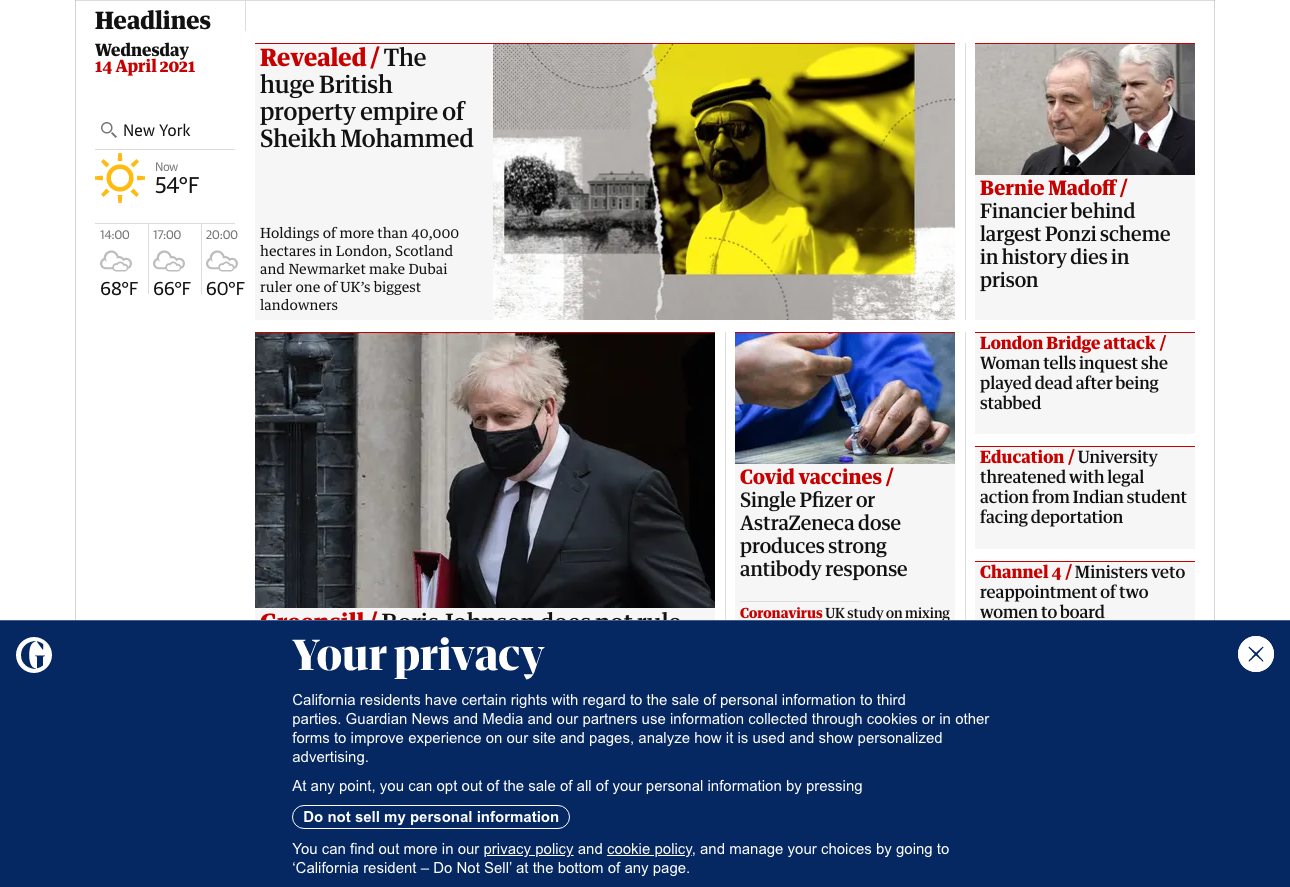 Headlines
Wednesday
14 April 2021
New York
Now
54°F
14:00
17:00
20:00
68°F
66°F
60°F
Revealed / The
huge British
property empire of
Sheikh Mohammed
Holdings of more than 40,000
hectares in London, Scotland
and Newmarket make Dubai
ruler one of UK's biggest
landowners
Bernie Madoff /
Financier behind
largest Ponzi scheme
in history dies in
prison
Greensill / Boris Johnson does not rule
Covid vaccines /
Single Pfizer or
AstraZeneca dose
produces strong
antibody response
Coronavirus UK study on mixing
London Bridge attack /
Woman tells inquest she
played dead after being
stabbed
Education / University
threatened with legal
action from Indian student
facing deportation
Channel 4 / Ministers veto
reappointment of two
women to board
Your privacy
California residents have certain rights with regard to the sale of personal information to third
parties. Guardian News and Media and our partners use information collected through cookies or in other
forms to improve experience on our site and pages, analyze how it is used and show personalized
advertising.
At any point, you can opt out of the sale of all of your personal information by pressing
Do not sell my personal information
You can find out more in our privacy policy and cookie policy, and manage your choices by going to
‘California resident – Do Not Sell’ at the bottom of any page.